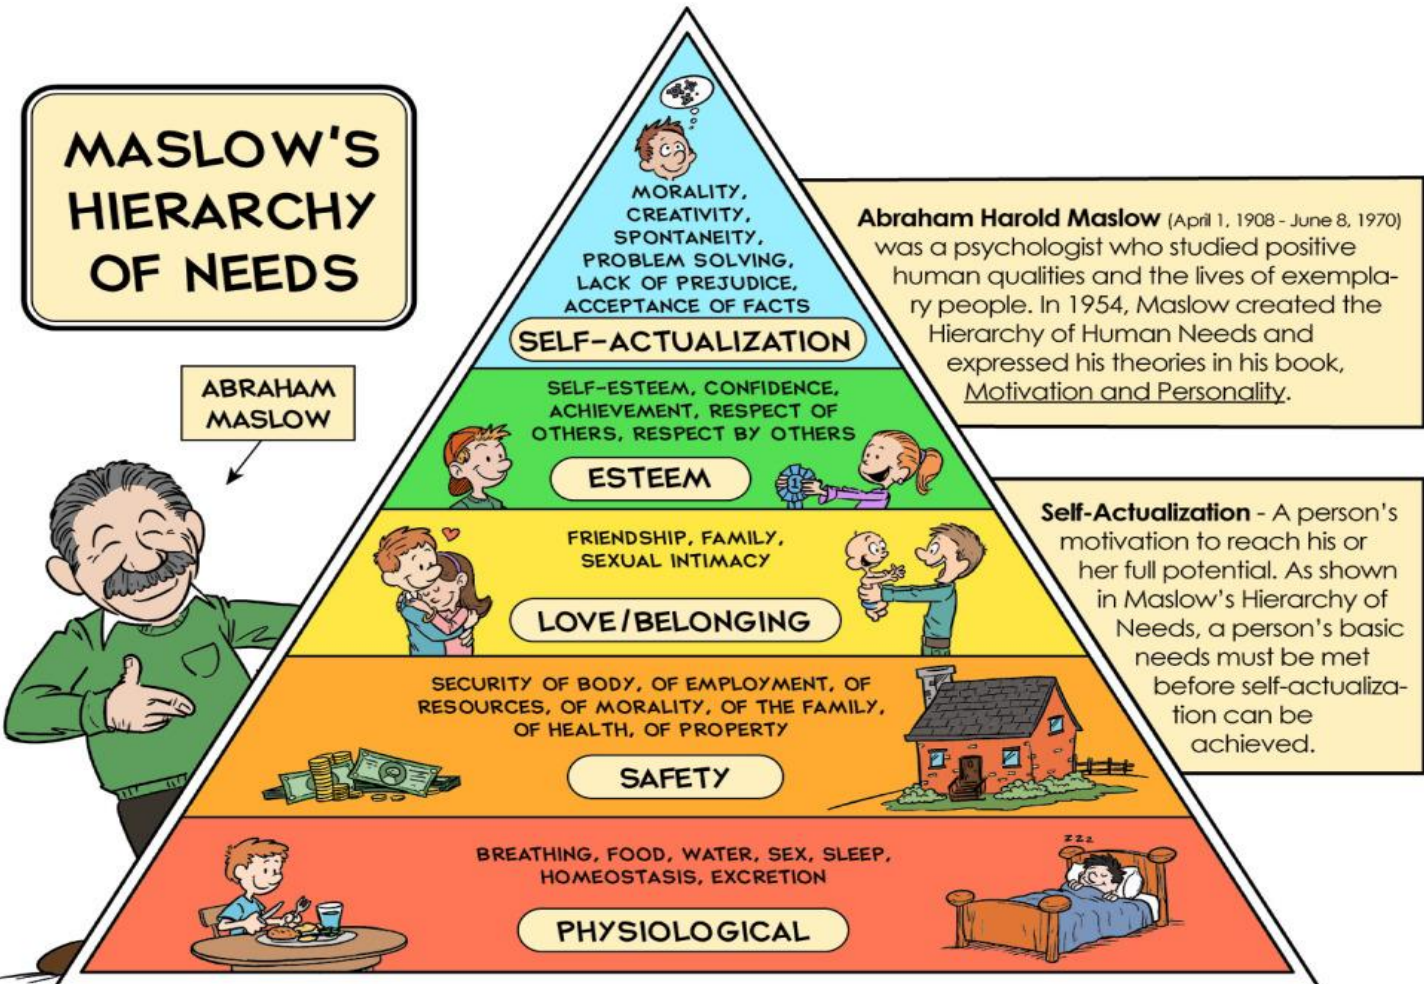 MASLOW'S
HIERARCHY
OF NEEDS
ABRAHAM
MASLOW
MORALITY,
CREATIVITY,
SPONTANEITY,
PROBLEM SOLVING,
LACK OF PREJUDICE,
ACCEPTANCE OF FACTS
SELF-ACTUALIZATION
SELF-ESTEEM, CONFIDENCE,
ACHIEVEMENT, RESPECT OF
OTHERS, RESPECT BY OTHERS
ESTEEM
1
FRIENDSHIP, FAMILY,
SEXUAL INTIMACY
LOVE/BELONGING
SECURITY OF BODY, OF EMPLOYMENT, OF
RESOURCES, OF MORALITY, OF THE FAMILY,
OF HEALTH, OF PROPERTY
SAFETY
BREATHING, FOOD, WATER, SEX, SLEEP,
HOMEOSTASIS, EXCRETION
PHYSIOLOGICAL
zzz
Abraham Harold Maslow (April 1, 1908 - June 8, 1970)
was a psychologist who studied positive
human qualities and the lives of exempla-
ry people. In 1954, Maslow created the
Hierarchy of Human Needs and
expressed his theories in his book,
Motivation and Personality.
Self-Actualization - A person's
motivation to reach his or
her full potential. As shown
in Maslow's Hierarchy of
Needs, a person's basic
needs must be met
before self-actualiza-
tion can be
achieved.